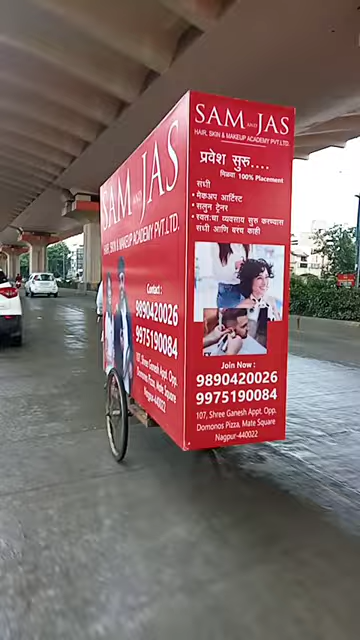 SAM AND JAS
HAIR, SKIN & MAKEUP ACADEMY PVT.LTD.
Contact :
9890420026
9975190084
107, Shree Ganesh Appt. Opp.
Domonos Pizza, Mate Square
Nagpur-440022
SAM AND JAS
HAIR, SKIN & MAKEUP ACADEMY PVT.LTD.
प्रवेश सुरू....
मिळवा 100% Placement
संधी
• मेकअप आर्टिस्ट
• सलुन ट्रेनर
• स्वतःचा व्यवसाय सुरू करण्यास
संधी आणि बरच काही
Join Now :
9890420026
9975190084
107, Shree Ganesh Appt. Opp.
Domonos Pizza, Mate Square
Nagpur-440022